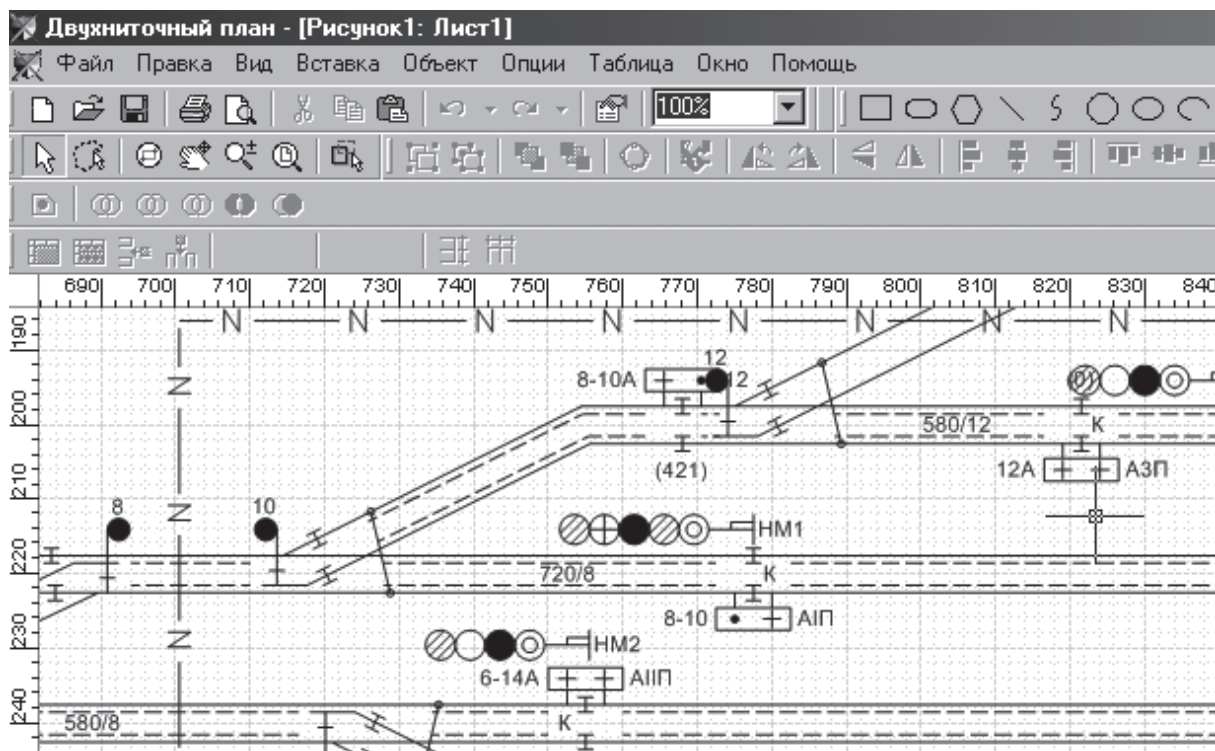 Двухниточный план - [Рисунок1: Лист1]
Файл Правка Вид Вставка Объект Опции Таблица Окно Помощь
100%
690 700 710 720 730 740 750 760 770 780 790 800 810 820 830 840
190
200
210
220
230
240
N N N N N N N N
N
N
N
N
12
8-10А 12
580/12 К
(421) 12А АЗП
8 10
НМ1
720/8 К
8-10 АIП
НМ2
6-14А АIIП
580/8 К